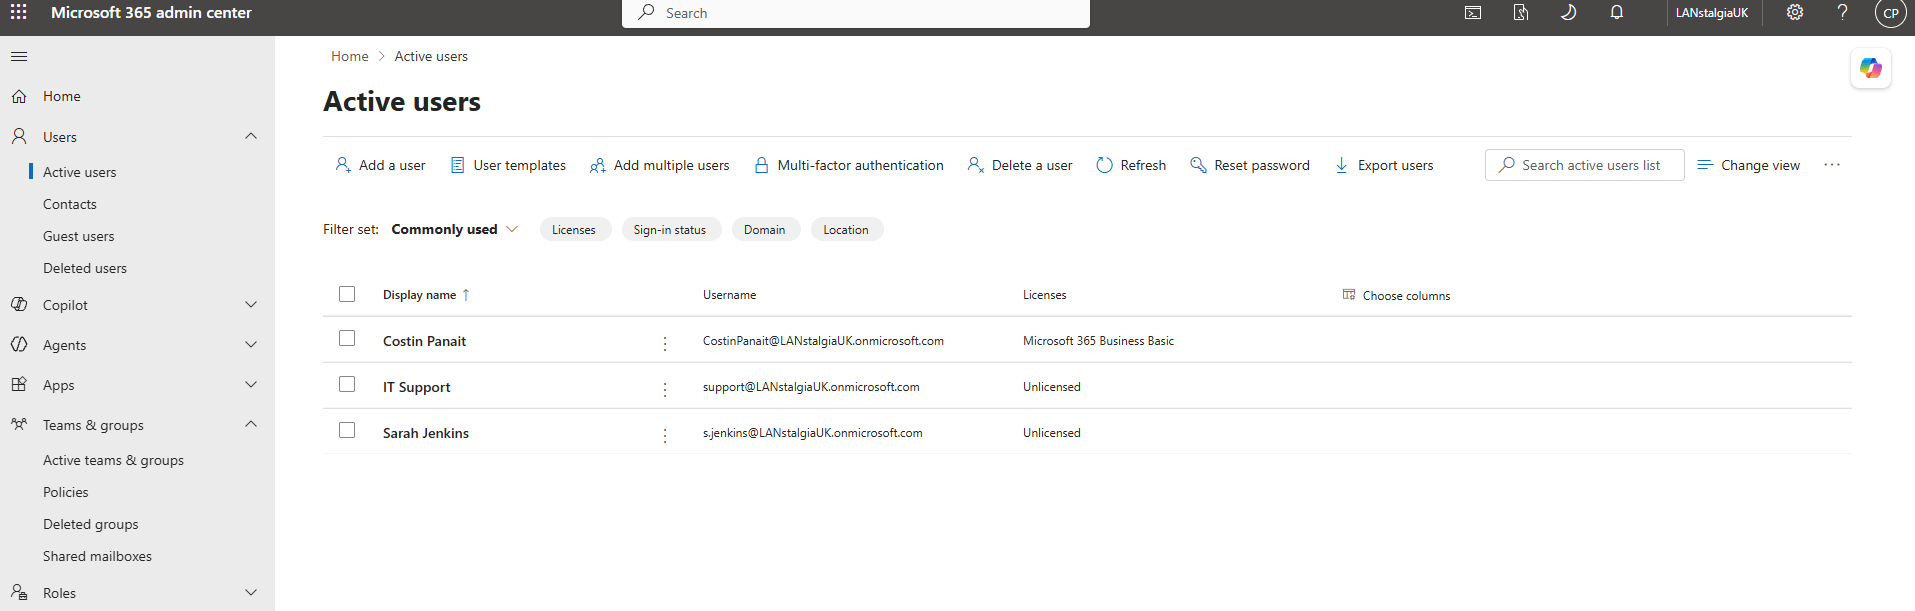 Microsoft 365 admin center
Search
LANstalgiaUK
CP
Home
Users
Active users
Contacts
Guest users
Deleted users
Copilot
Agents
Apps
Teams & groups
Active teams & groups
Policies
Deleted groups
Shared mailboxes
Roles
Home > Active users
Active users
Add a user User templates Add multiple users Multi-factor authentication Delete a user Refresh Reset password Export users Search active users list Change view ...
Filter set: Commonly used Licenses Sign-in status Domain Location
Display name ↑ Username Licenses Choose columns
Costin Panait CostinPanait@LANstalgiaUK.onmicrosoft.com Microsoft 365 Business Basic
IT Support support@LANstalgiaUK.onmicrosoft.com Unlicensed
Sarah Jenkins s.jenkins@LANstalgiaUK.onmicrosoft.com Unlicensed